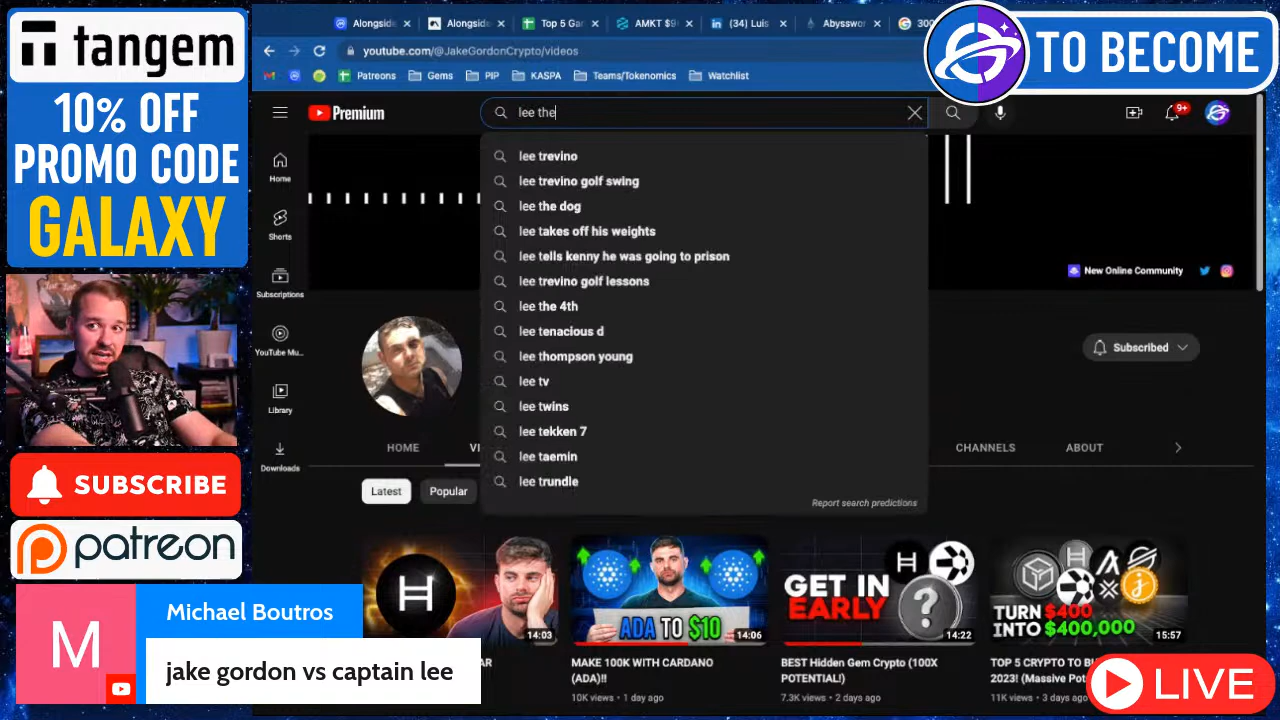 tangem
10% OFF
PROMO CODE
GALAXY
SUBSCRIBE
patreon
Michael Boutros
jake gordon vs captain lee
Alongside
Alongside
Top 5 Ga
AMKT $9
(34) Luis
Abysswo
300
youtube.com/@JakeGordonCrypto/videos
Patreons
Gems
PIP
KASPA
Teams/Tokenomics
Watchlist
TO BECOME
Premium
lee the
9+
Home
Shorts
Subscriptions
YouTube Mu...
Library
Downloads
lee trevino
lee trevino golf swing
lee the dog
lee takes off his weights
lee tells kenny he was going to prison
lee trevino golf lessons
lee the 4th
lee tenacious d
lee thompson young
lee tv
lee twins
lee tekken 7
lee taemin
lee trundle
Report search predictions
New Online Community
Subscribed
HOME
VI
CHANNELS
ABOUT
Latest
Popular
14:03
ADA TO $10
14:06
GET IN
EARLY
?
14:22
TURN $400
INTO $400,000
15:57
AR
MAKE 100K WITH CARDANO
(ADA)!!
10K views • 1 day ago
BEST Hidden Gem Crypto (100X
POTENTIAL!)
7.3K views • 2 days ago
TOP 5 CRYPTO TO BU
2023! (Massive Pot
11K views • 3 days ago
LIVE